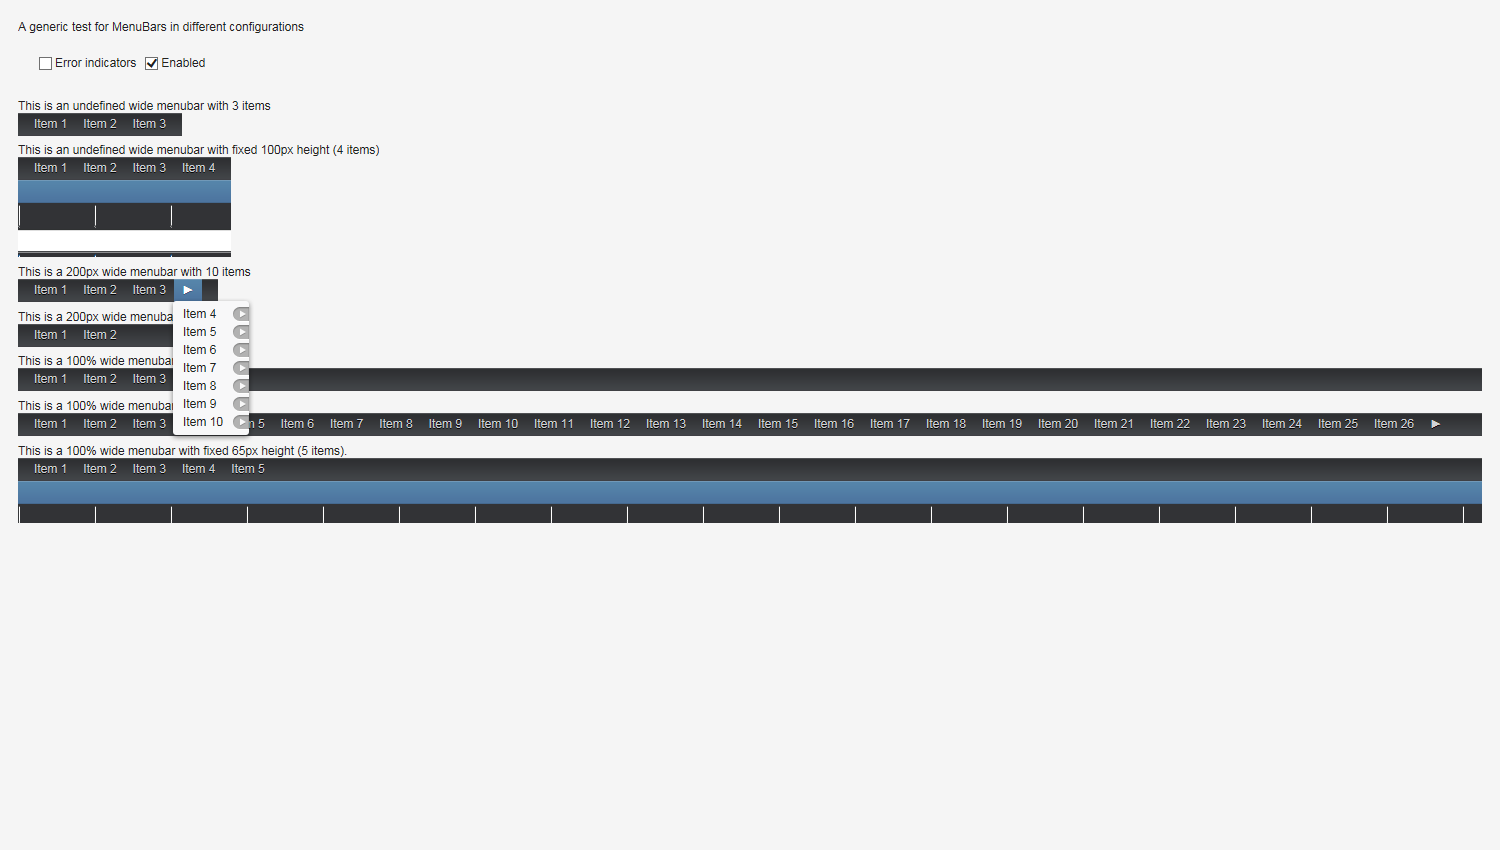 A generic test for MenuBars in different configurations
Error indicators Enabled
This is an undefined wide menubar with 3 items
Item 1 Item 2 Item 3
This is an undefined wide menubar with fixed 100px height (4 items)
Item 1 Item 2 Item 3 Item 4
This is a 200px wide menubar with 10 items
Item 1 Item 2 Item 3
Item 4
Item 5
Item 6
Item 7
Item 8
Item 9
Item 10
This is a 200px wide
Item 1 Item 2
This is a 100% wide
Item 1 Item 2 Item 3
This is a 100% wide
Item 1 Item 2 Item 3 5 Item 6 Item 7 Item 8 Item 9 Item 10 Item 11 Item 12 Item 13 Item 14 Item 15 Item 16 Item 17 Item 18 Item 19 Item 20 Item 21 Item 22 Item 23 Item 24 Item 25 Item 26
This is a 100% wide menubar with fixed 65px height (5 items).
Item 1 Item 2 Item 3 Item 4 Item 5